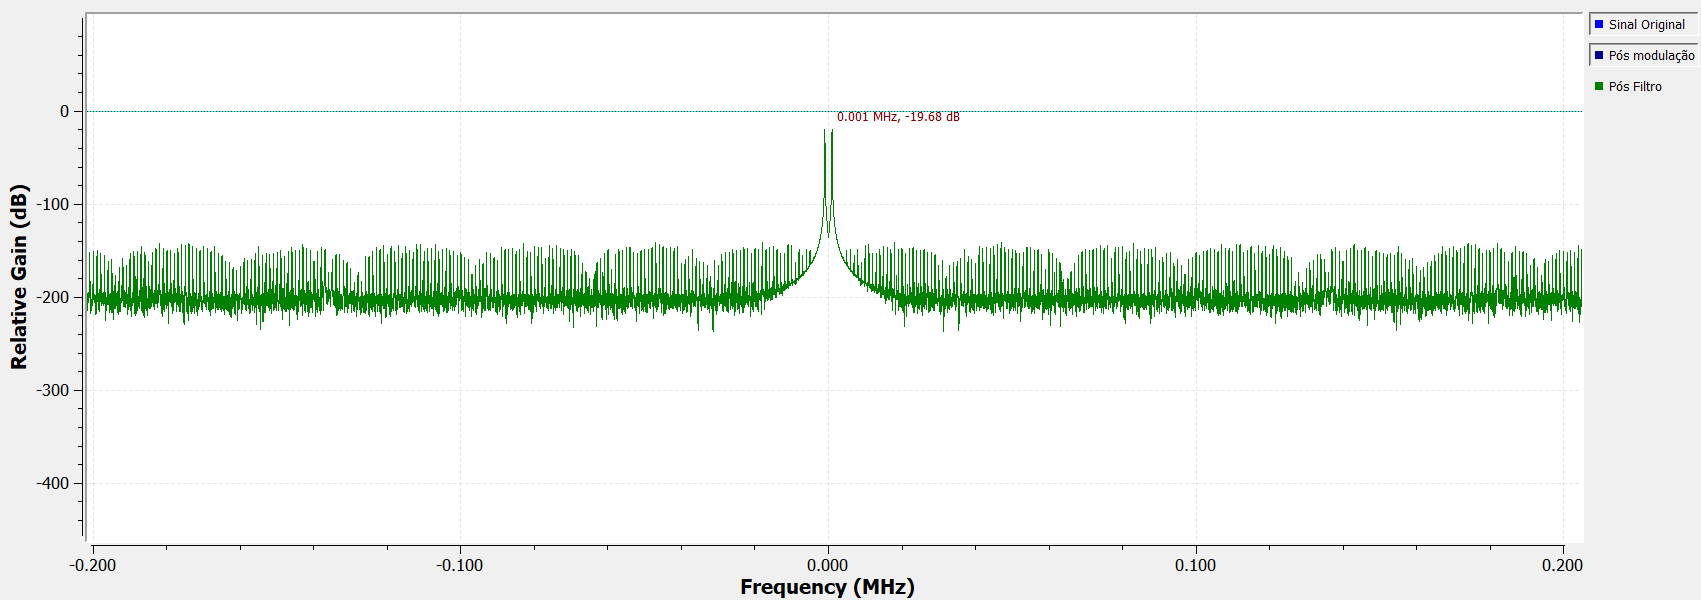 Sinal Original
Pós modulação
Pós Filtro
0.001 MHz, -19.68 dB
Relative Gain (dB)
0
-100
-200
-300
-400
-0.200
-0.100
0.000
0.100
0.200
Frequency (MHz)